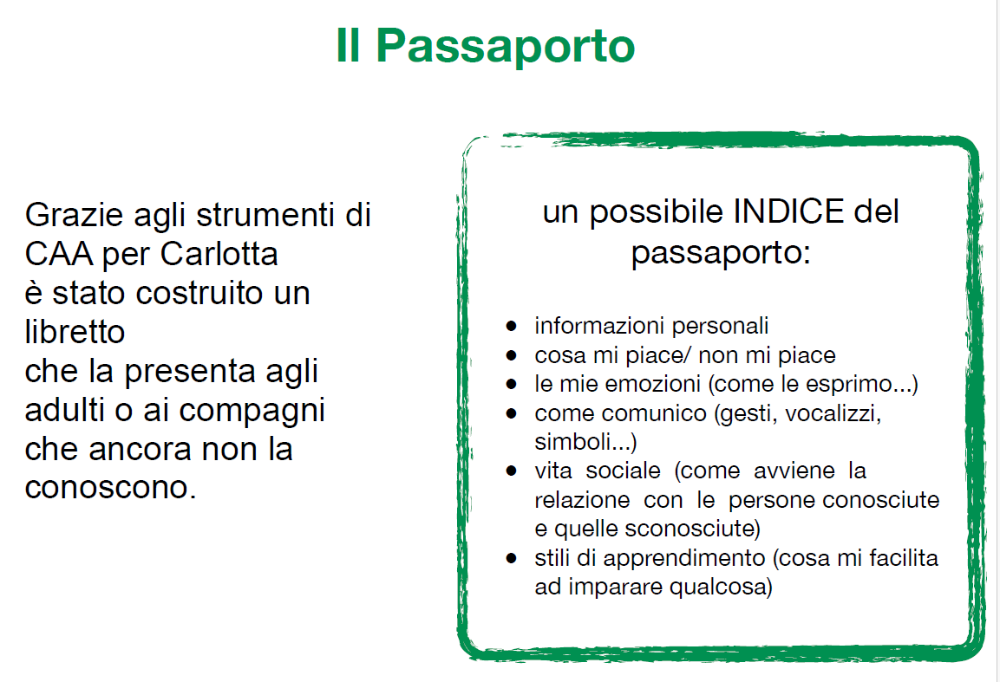 Il Passaporto
Grazie agli strumenti di
CAA per Carlotta
è stato costruito un
libretto
che la presenta agli
adulti o ai compagni
che ancora non la
conoscono.
un possibile INDICE del
passaporto:
● informazioni personali
● cosa mi piace/ non mi piace
● le mie emozioni (come le esprimo...)
● come comunico (gesti, vocalizzi,
simboli...)
● vita sociale (come avviene la
relazione con le persone conosciute
e quelle sconosciute)
● stili di apprendimento (cosa mi facilita
ad imparare qualcosa)